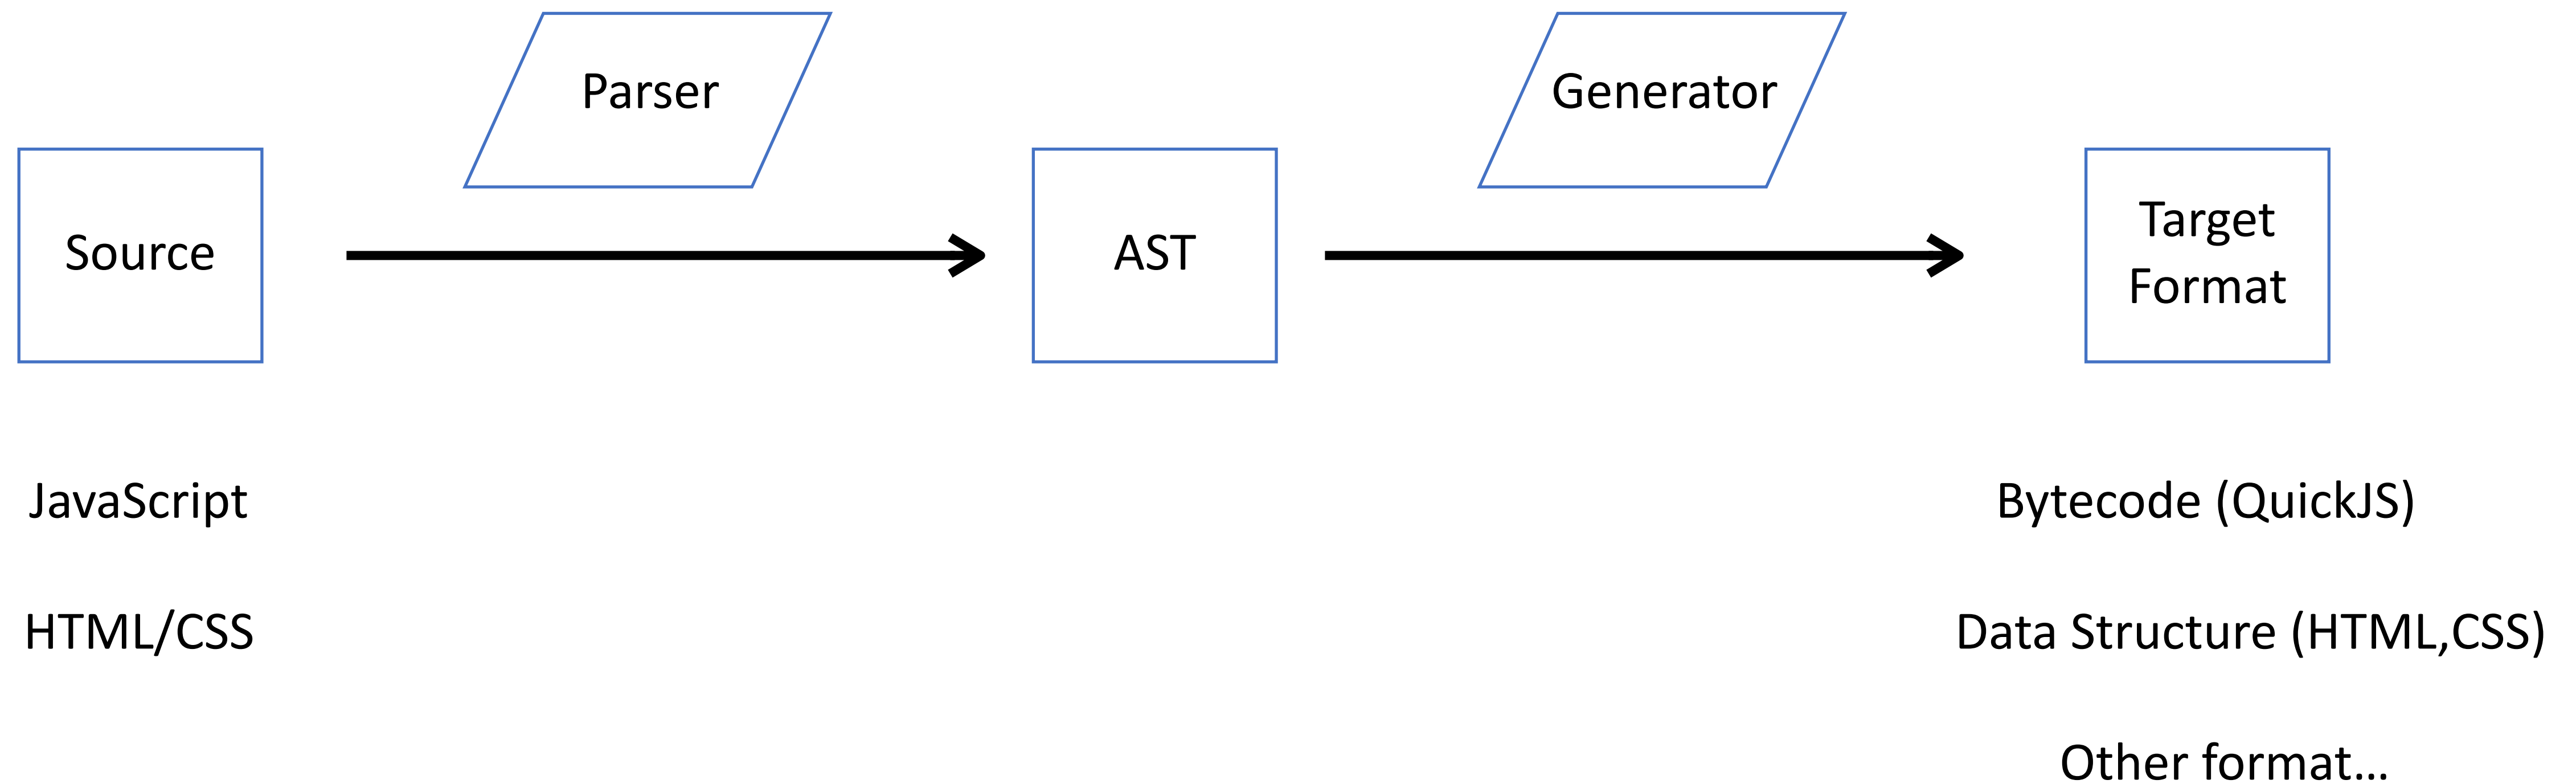 Parser
Generator
Source
AST
Target
Format
JavaScript
Bytecode (QuickJS)
HTML/CSS
Data Structure (HTML,CSS)
Other format...